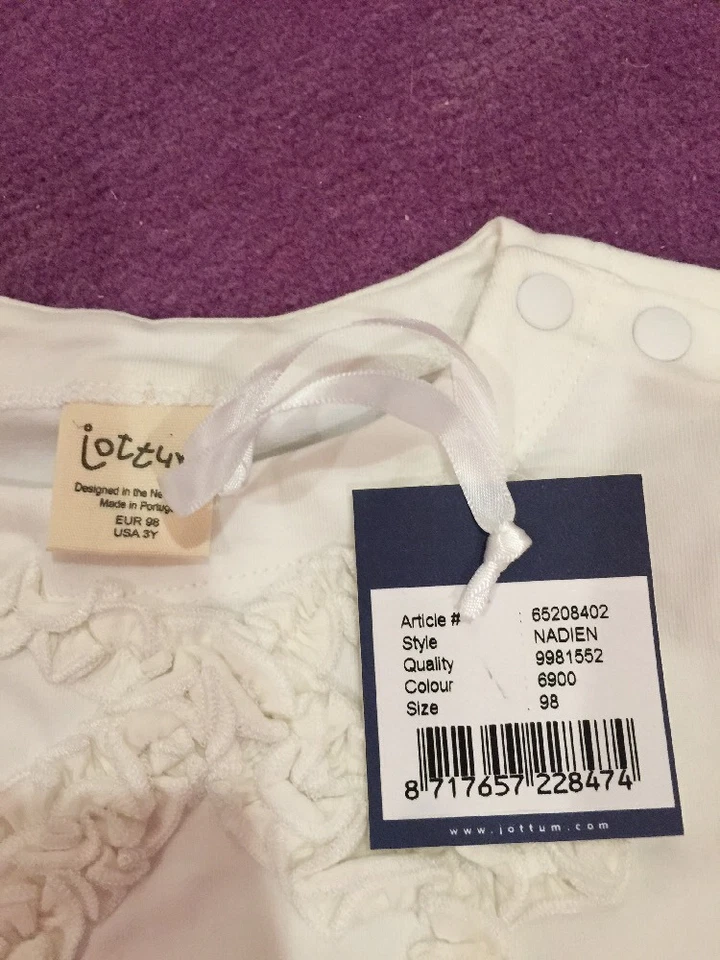 jottum
Designed in the Ne
Made in Portug
EUR 98
USA 3Y
Article # : 65208402
Style NADIEN
Quality 9981552
Colour 6900
Size 98
8 717657 228474
www.jottum.com